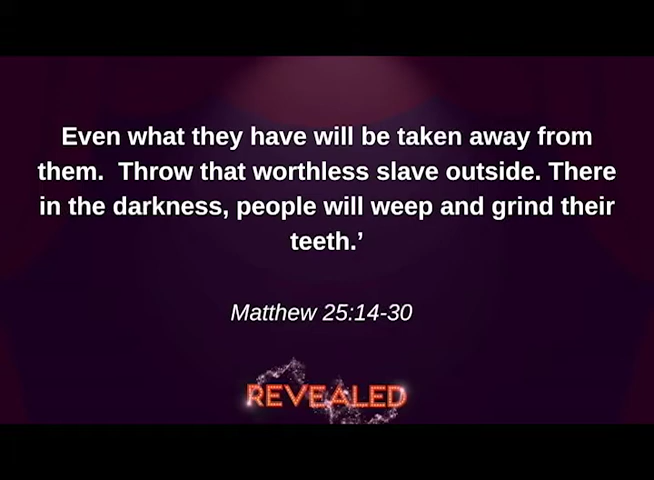 Even what they have will be taken away from
them.  Throw that worthless slave outside. There
in the darkness, people will weep and grind their
teeth.’
Matthew 25:14-30
REVEALED